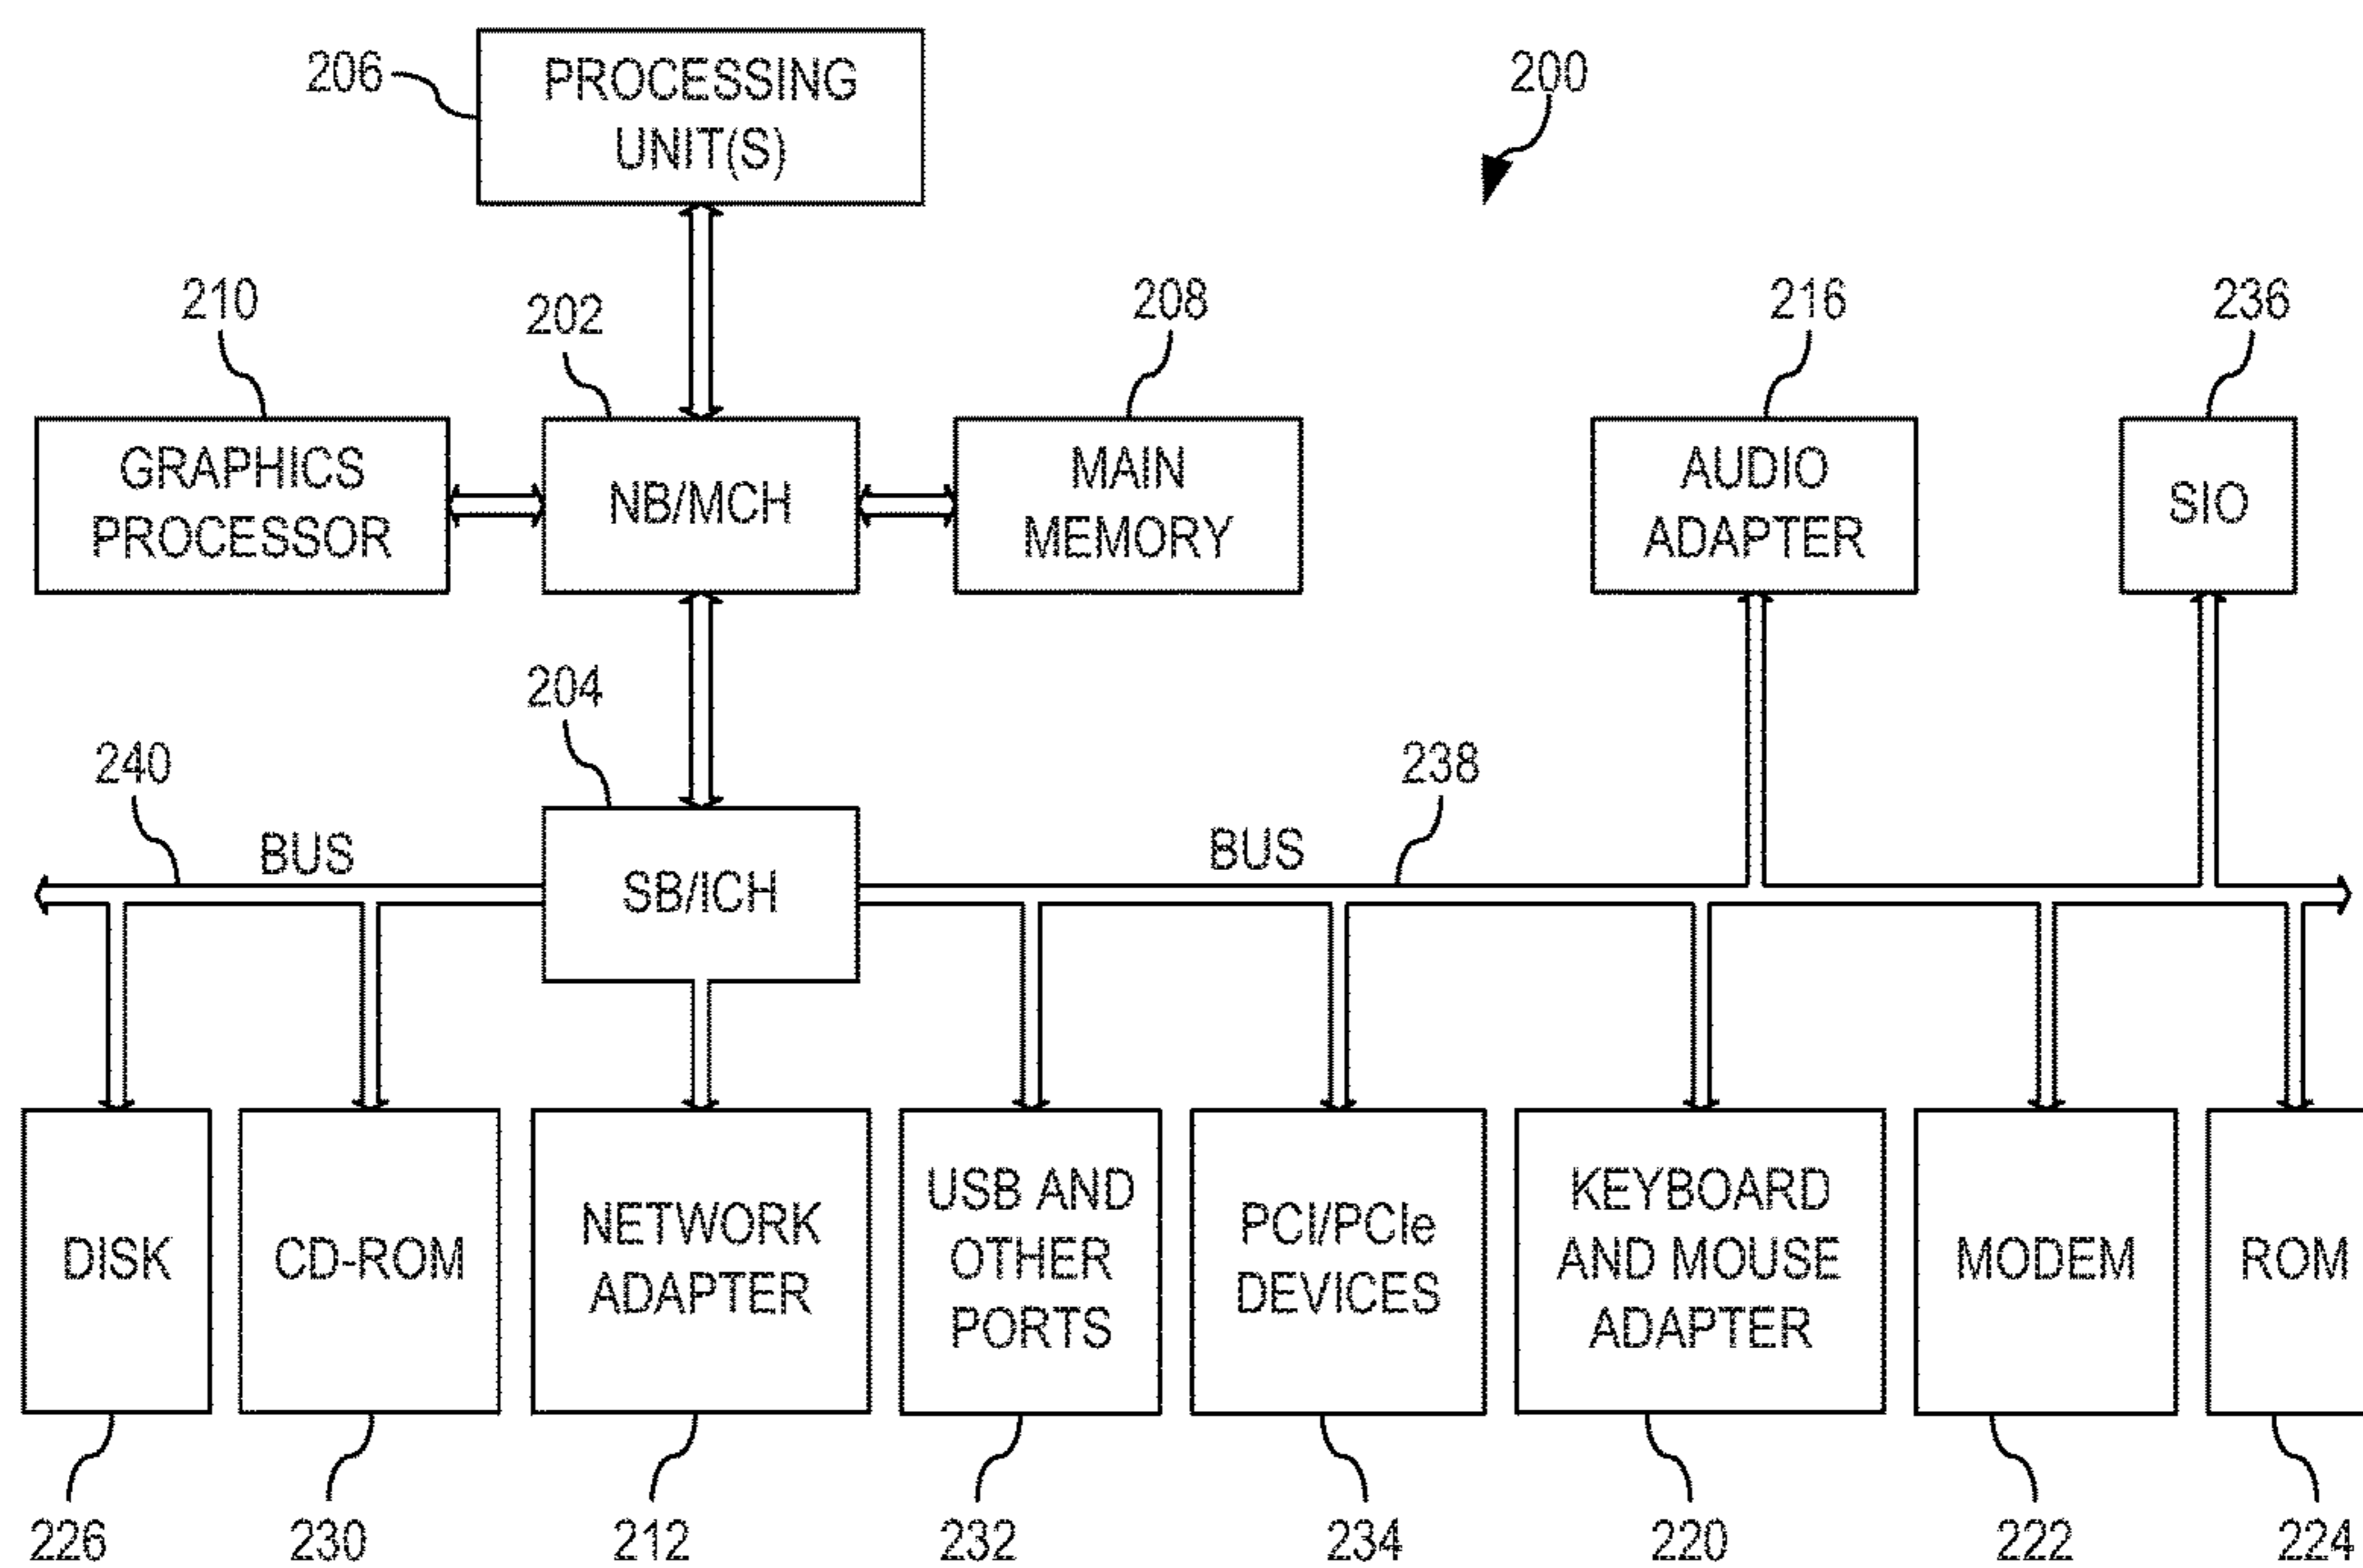 206
PROCESSING
UNIT(S)
200
210
202
208
216
236
GRAPHICS
PROCESSOR
NB/MCH
MAIN
MEMORY
AUDIO
ADAPTER
SIO
204
240
238
BUS
BUS
SB/ICH
DISK
CD-ROM
NETWORK
ADAPTER
USB AND
OTHER
PORTS
PCI/PCIe
DEVICES
KEYBOARD
AND MOUSE
ADAPTER
MODEM
ROM
226
230
212
232
234
220
222
224